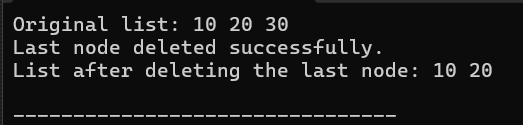 Original list: 10 20 30
Last node deleted successfully.
List after deleting the last node: 10 20
--------------------------------